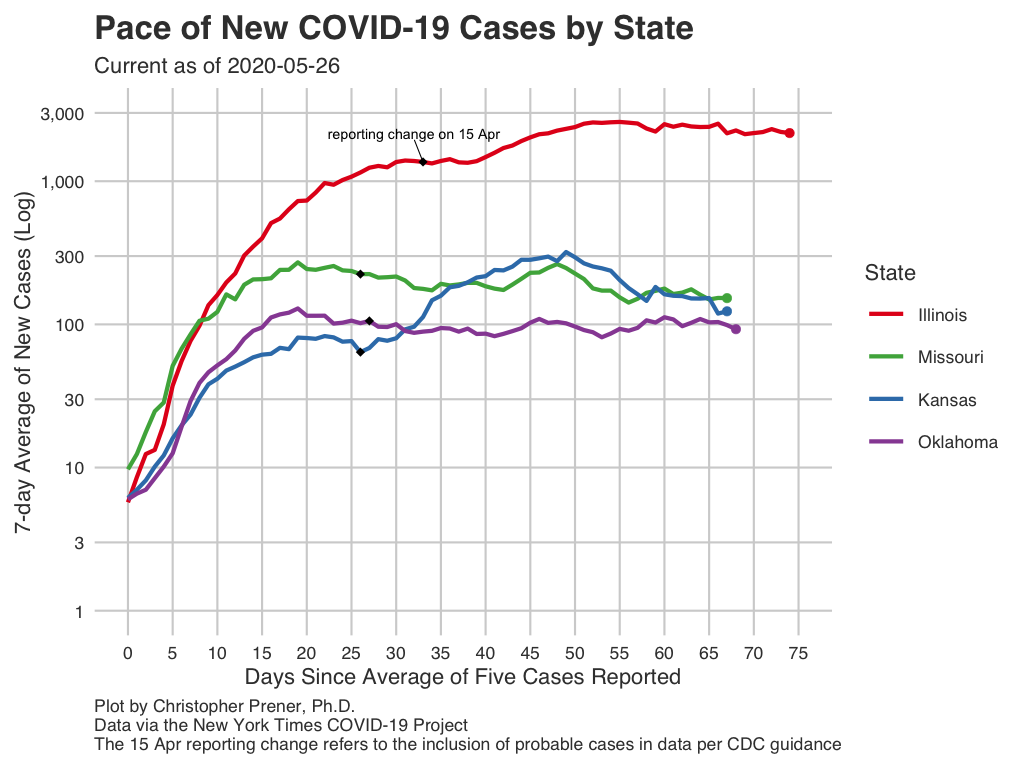 Pace of New COVID-19 Cases by State
Current as of 2020-05-26
7-day Average of New Cases (Log)
3,000
1,000
300
100
30
10
3
1
reporting change on 15 Apr
0 5 10 15 20 25 30 35 40 45 50 55 60 65 70 75
Days Since Average of Five Cases Reported
State
Illinois
Missouri
Kansas
Oklahoma
Plot by Christopher Prener, Ph.D.
Data via the New York Times COVID-19 Project
The 15 Apr reporting change refers to the inclusion of probable cases in data per CDC guidance